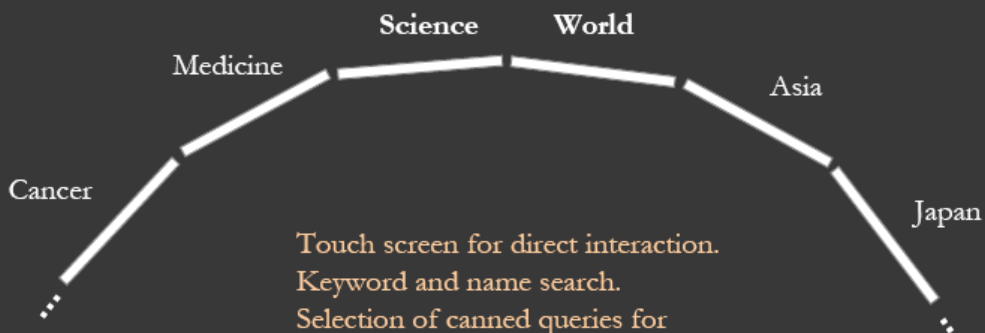 Science World
Medicine
Asia
Cancer
Japan
Touch screen for direct interaction.
Keyword and name search.
Selection of canned queries for